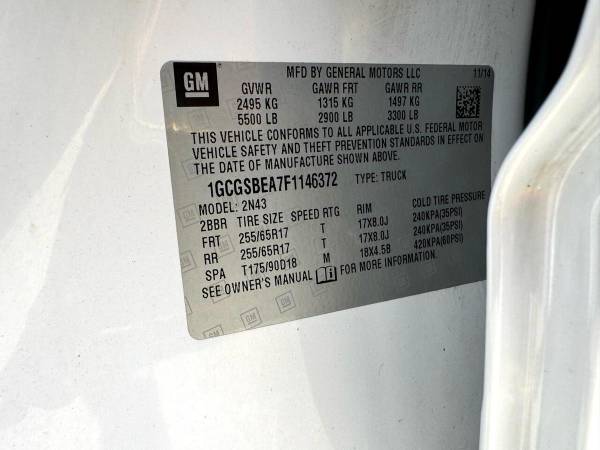 GM
MFD BY GENERAL MOTORS LLC 11/14
GVWR GAWR FRT GAWR RR
2495 KG 1315 KG 1497 KG
5500 LB 2900 LB 3300 LB
THIS VEHICLE CONFORMS TO ALL APPLICABLE U.S. FEDERAL MOTOR
VEHICLE SAFETY AND THEFT PREVENTION STANDARDS IN EFFECT ON
THE DATE OF MANUFACTURE SHOWN ABOVE.
1GCGSBEA7F1146372 TYPE: TRUCK
MODEL: 2N43
2BBR TIRE SIZE SPEED RTG RIM COLD TIRE PRESSURE
FRT 255/65R17 T 17X8.0J 240KPA(35PSI)
RR 255/65R17 T 17X8.0J 240KPA(35PSI)
SPA T175/90D18 M 18X4.5B 420KPA(60PSI)
SEE OWNER'S MANUAL FOR MORE INFORMATION.